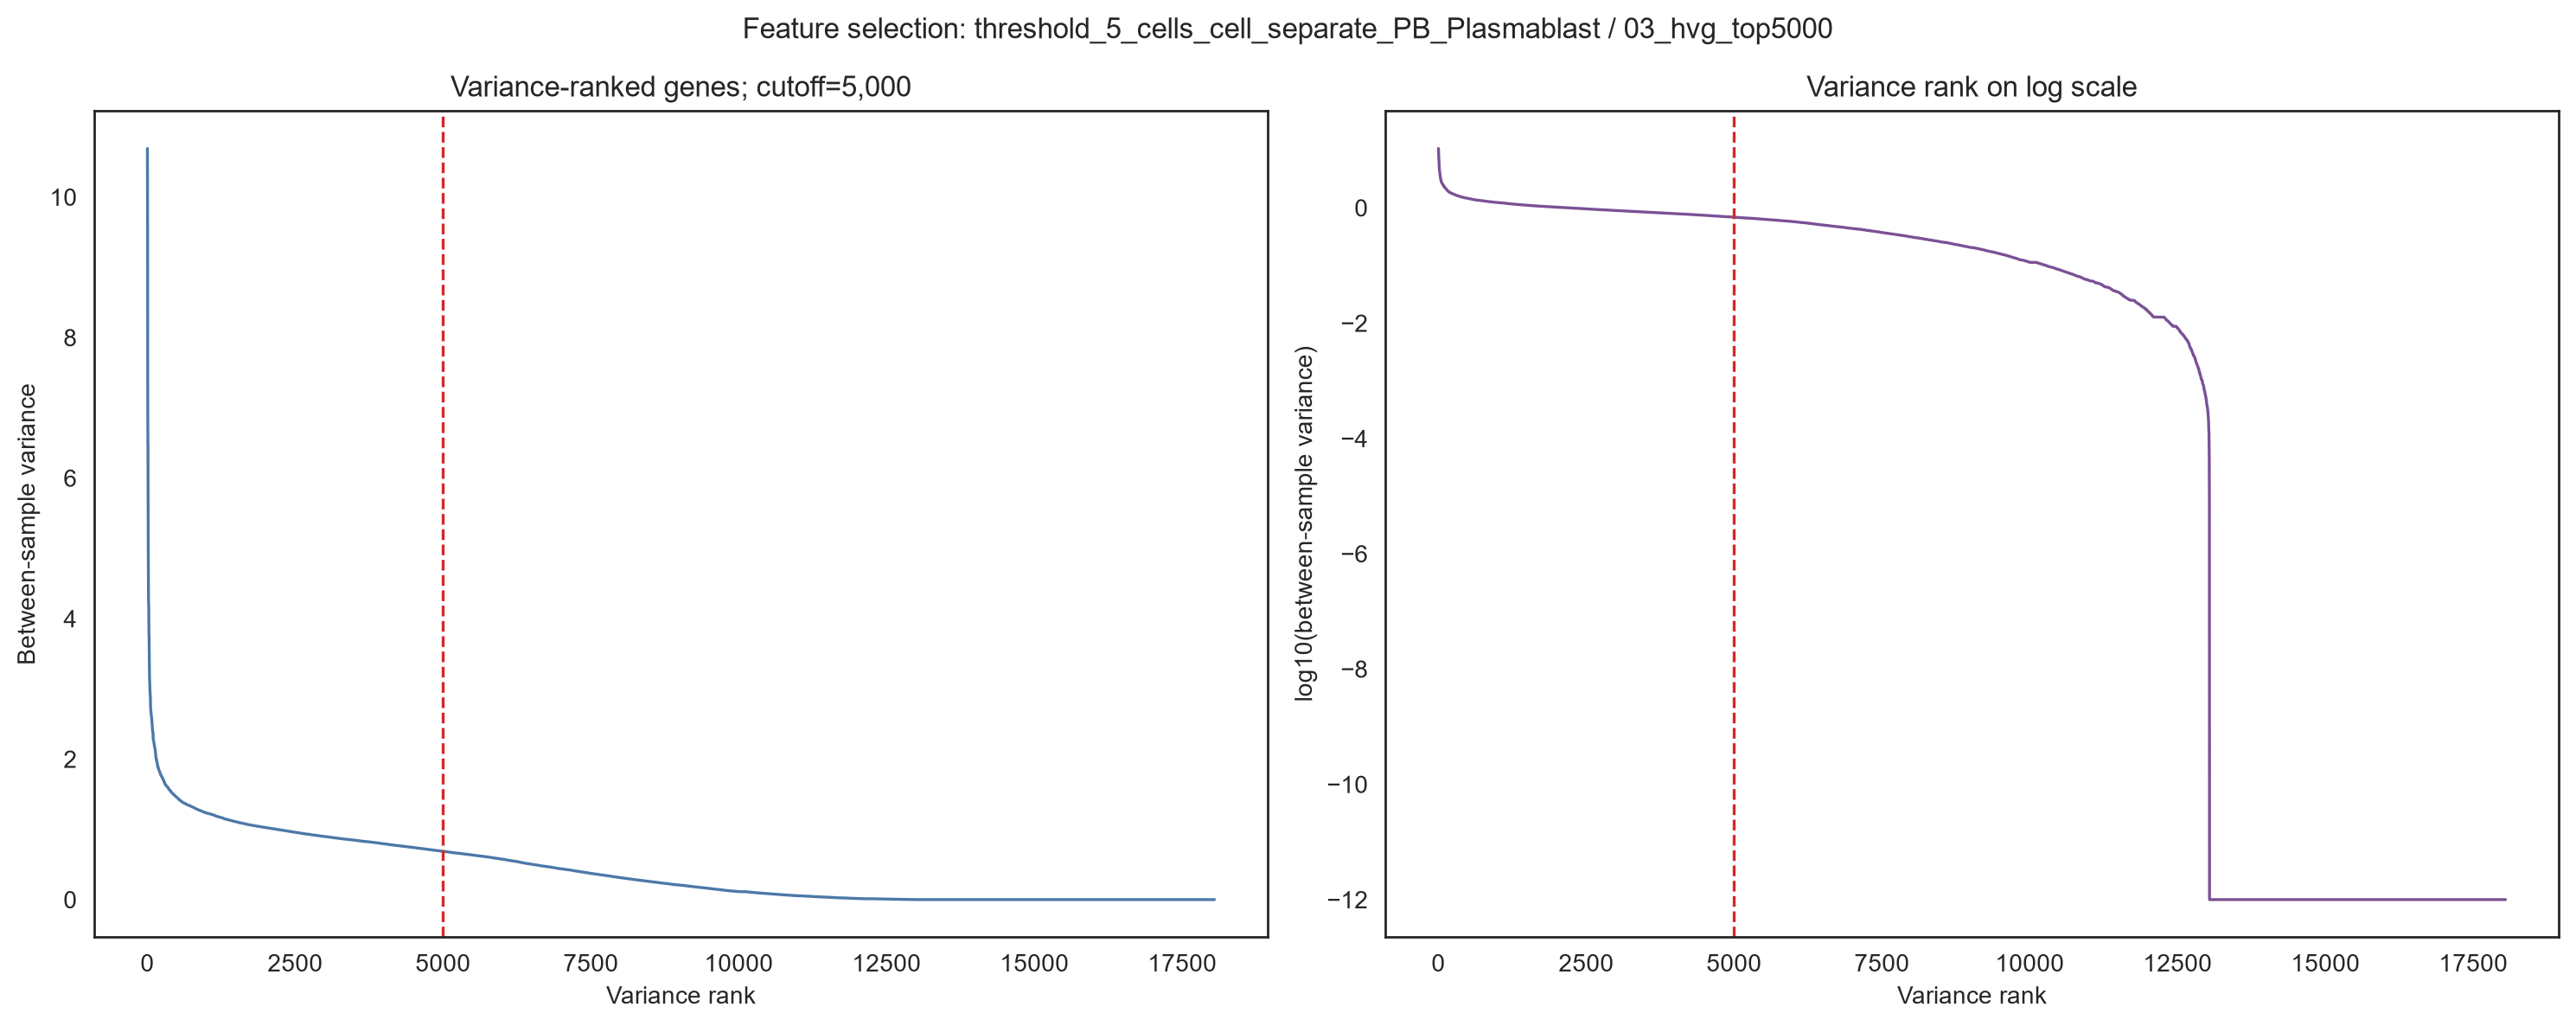 Feature selection: threshold_5_cells_cell_separate_PB_Plasmablast / 03_hvg_top5000
Variance-ranked genes; cutoff=5,000
Between-sample variance
10
8
6
4
2
0
0 2500 5000 7500 10000 12500 15000 17500
Variance rank
Variance rank on log scale
log10(between-sample variance)
0
−2
−4
−6
−8
−10
−12
0 2500 5000 7500 10000 12500 15000 17500
Variance rank